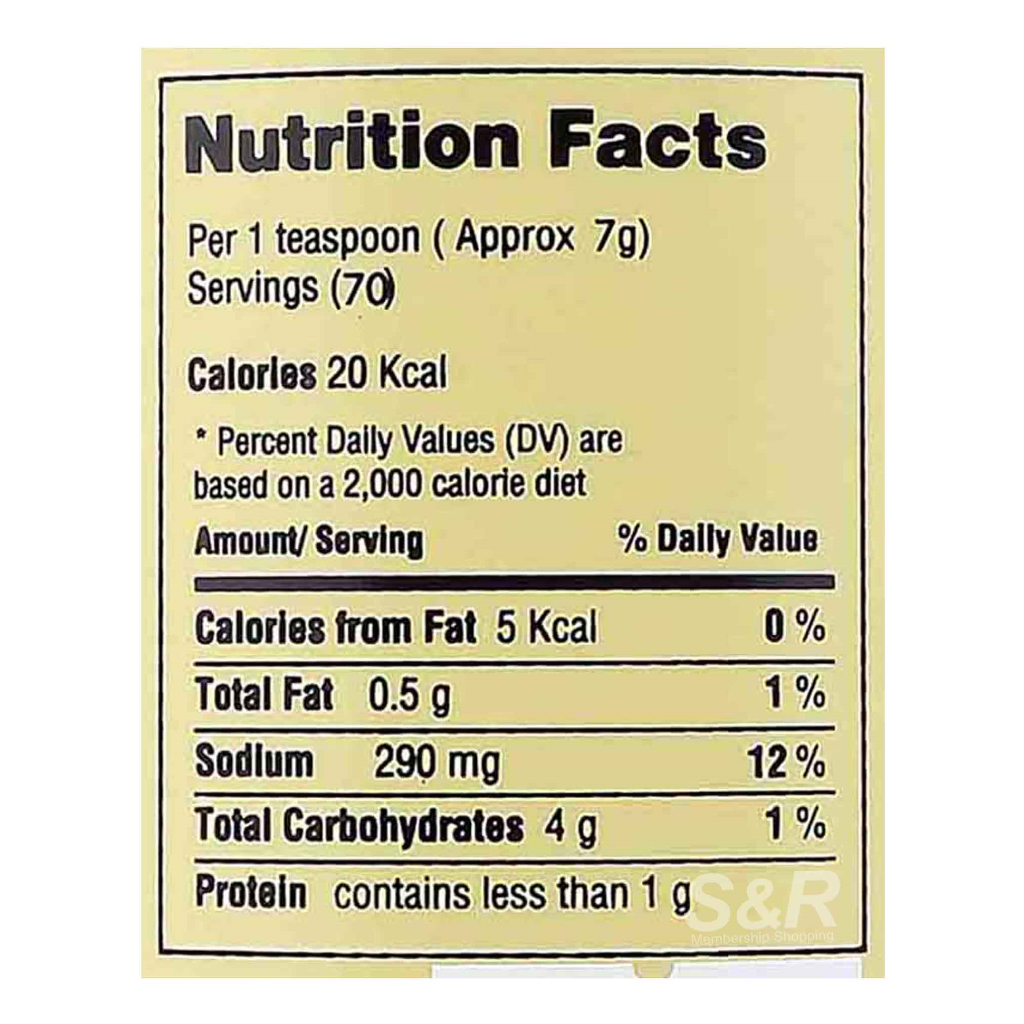 Nutrition Facts
Per 1 teaspoon ( Approx 7g)
Servings (70)
Calories 20 Kcal
* Percent Daily Values (DV) are
based on a 2,000 calorie diet
Amount/ Serving % Daily Value
Calories from Fat 5 Kcal 0 %
Total Fat 0.5 g 1 %
Sodium 290 mg 12 %
Total Carbohydrates 4 g 1 %
Protein contains less than 1 g
S&R
Membership Shopping